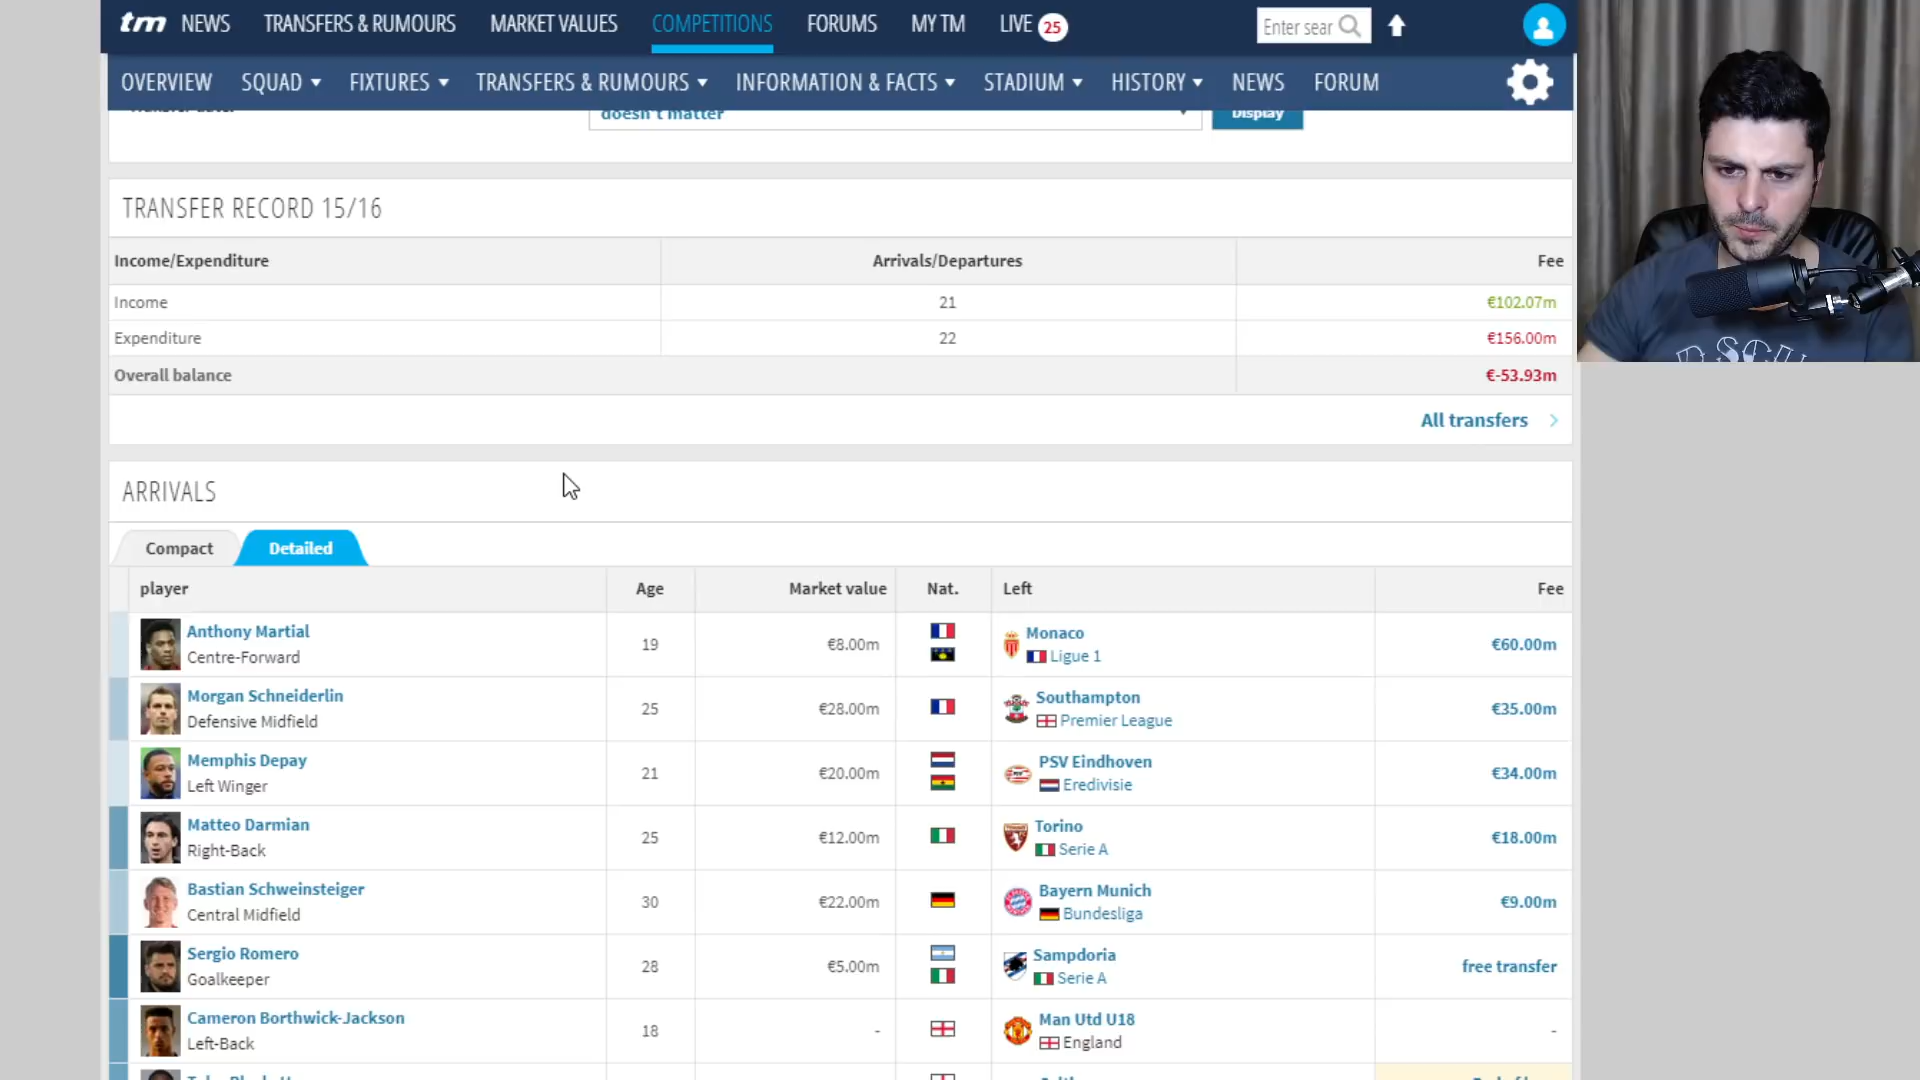 tm NEWS TRANSFERS & RUMOURS MARKET VALUES COMPETITIONS FORUMS MY TM LIVE 25 Enter sear
OVERVIEW SQUAD FIXTURES TRANSFERS & RUMOURS INFORMATION & FACTS STADIUM HISTORY NEWS FORUM
Transfer date: doesn't matter Display
TRANSFER RECORD 15/16
Income/Expenditure Arrivals/Departures Fee
Income 21 €102.07m
Expenditure 22 €156.00m
Overall balance €-53.93m
All transfers
ARRIVALS
Compact Detailed
player Age Market value Nat. Left Fee
Anthony Martial Monaco
19 €8.00m €60.00m
Centre-Forward Ligue 1
Morgan Schneiderlin Southampton
25 €28.00m €35.00m
Defensive Midfield Premier League
Memphis Depay PSV Eindhoven
21 €20.00m €34.00m
Left Winger Eredivisie
Matteo Darmian Torino
25 €12.00m €18.00m
Right-Back Serie A
Bastian Schweinsteiger Bayern Munich
30 €22.00m €9.00m
Central Midfield Bundesliga
Sergio Romero Sampdoria
28 €5.00m free transfer
Goalkeeper Serie A
Cameron Borthwick-Jackson Man Utd U18
18 - -
Left-Back England